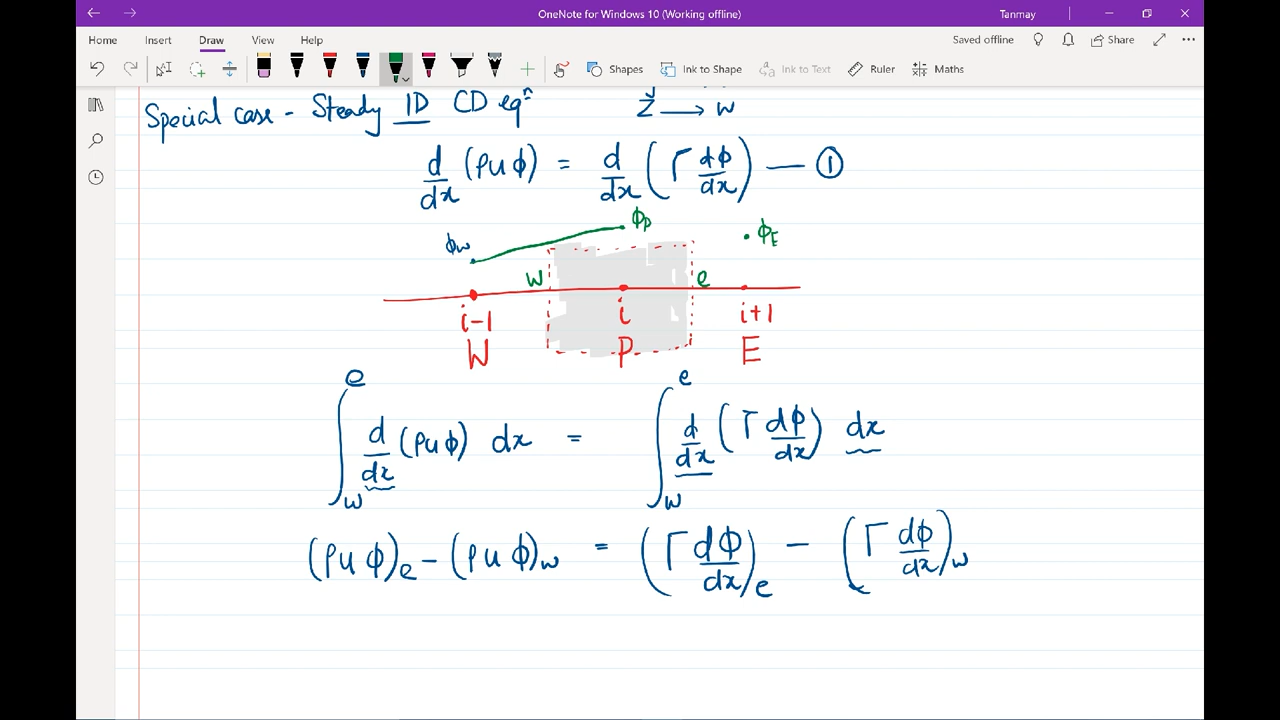 OneNote for Windows 10 (Working offline)
Tanmay
Home Insert Draw View Help
Saved offline Share
Shapes Ink to Shape Ink to Text Ruler Maths
Special case - Steady 1D CD eqⁿ
z → w
d/dx (ρuϕ) = d/dx (Γ dϕ/dx) — ①
ϕw ϕP ϕE
w e
i-1 i i+1
W P E
∫_w^e d/dx (ρuϕ) dx = ∫_w^e d/dx (Γ dϕ/dx) dx
(ρuϕ)e - (ρuϕ)w = (Γ dϕ/dx)e - (Γ dϕ/dx)w